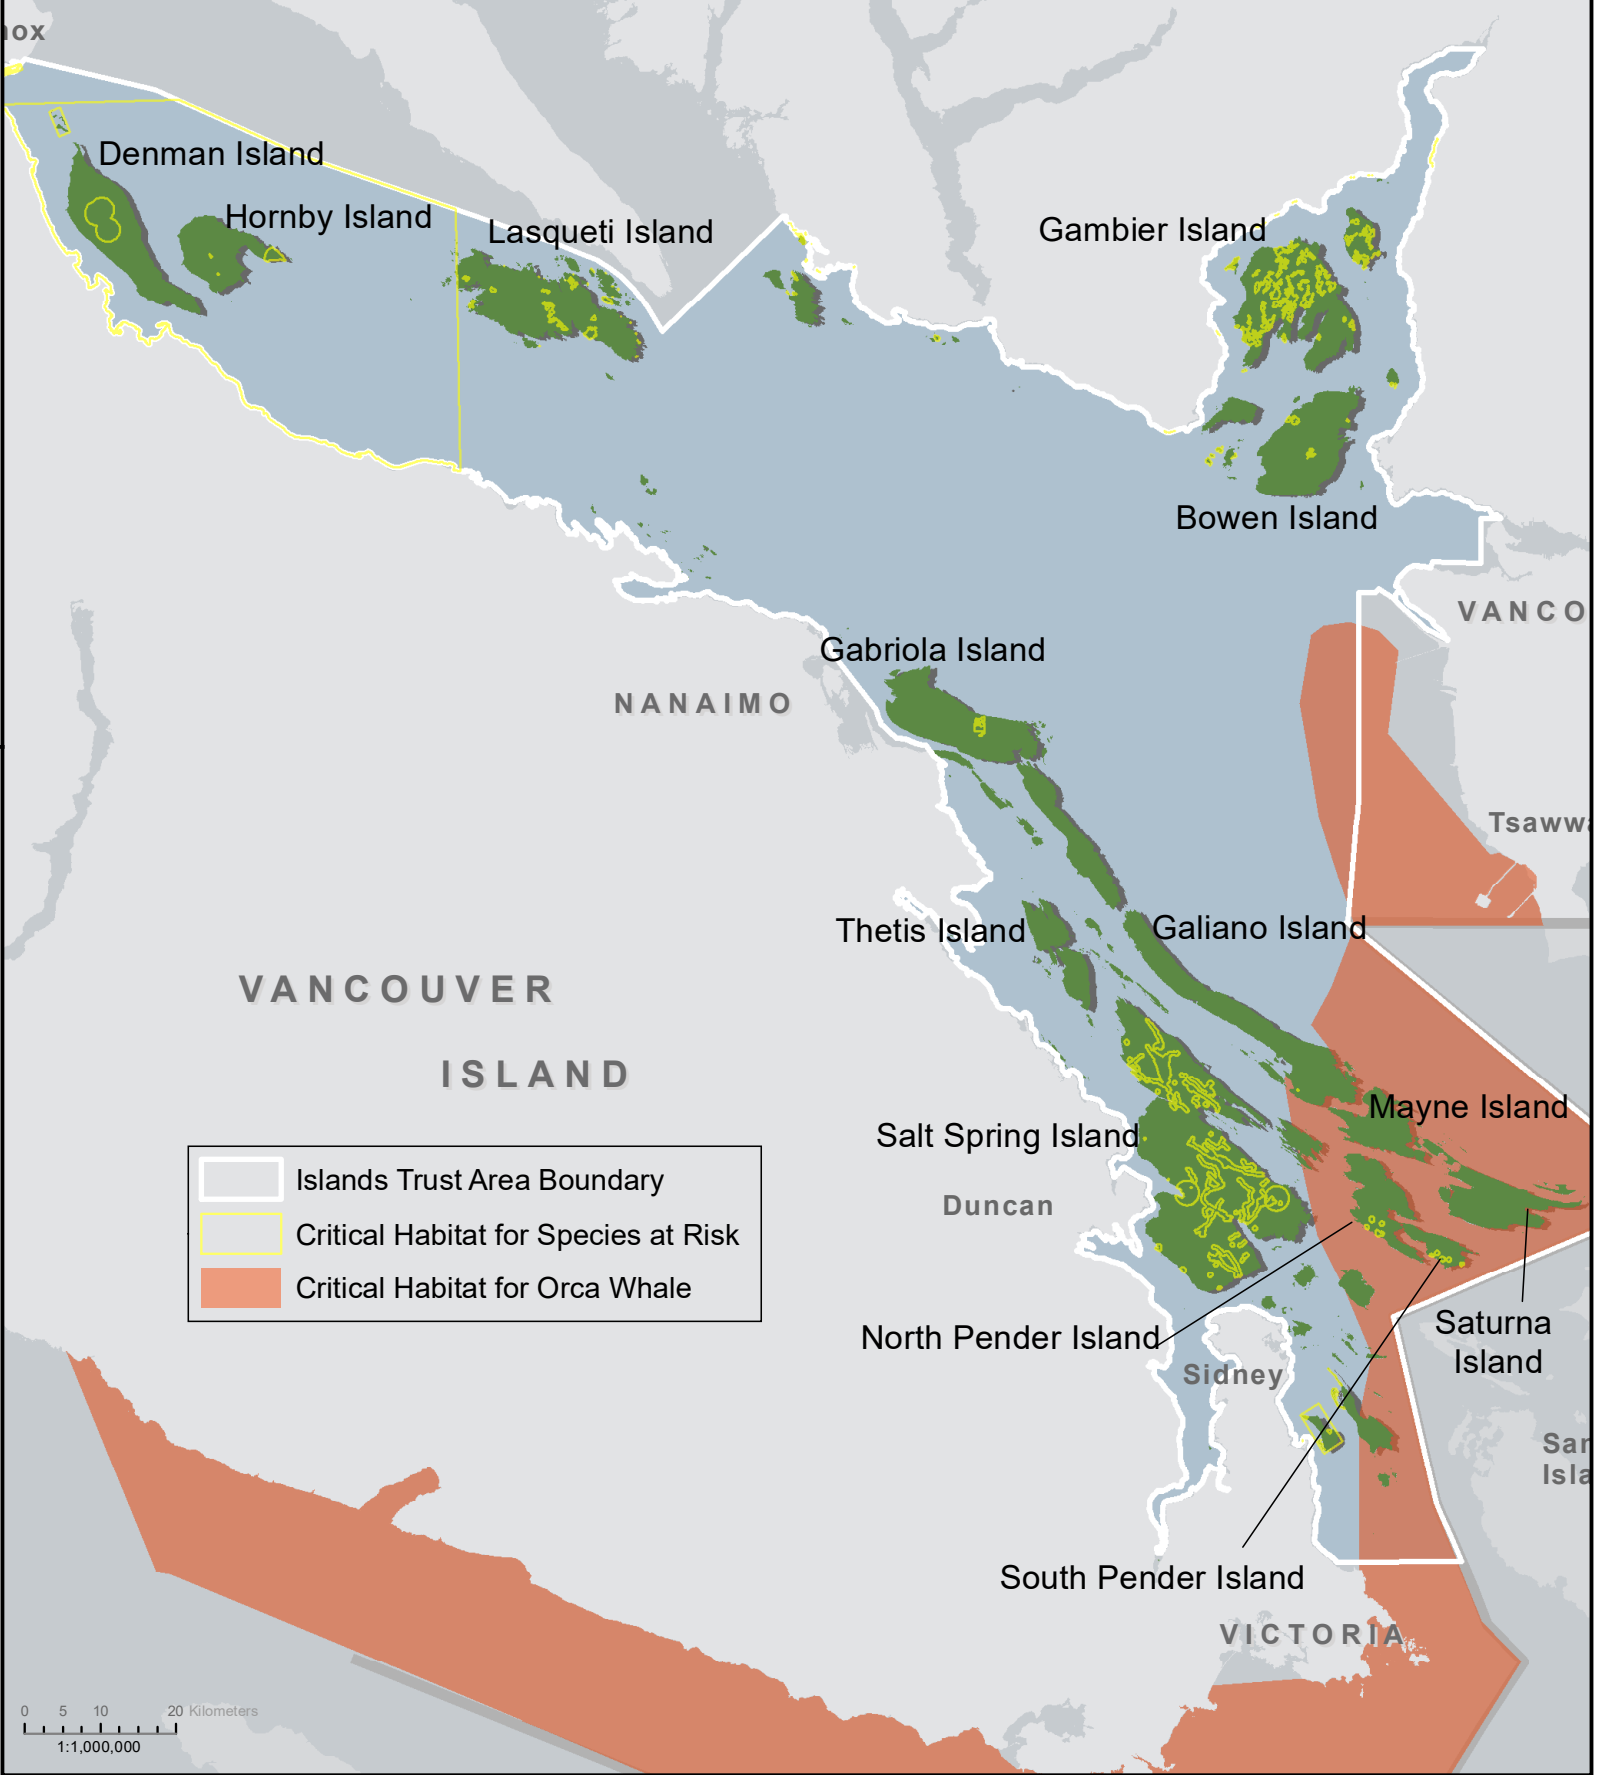 nox
Denman Island
Hornby Island
Lasqueti Island
Gambier Island
Bowen Island
VANCO
Gabriola Island
NANAIMO
Tsaww
Thetis Island
Galiano Island
VANCOUVER
ISLAND
Mayne Island
Salt Spring Island
Duncan
Islands Trust Area Boundary
Critical Habitat for Species at Risk
Critical Habitat for Orca Whale
North Pender Island
Saturna
Island
Sidney
San
Isla
South Pender Island
VICTORIA
0 5 10 20 Kilometers
1:1,000,000